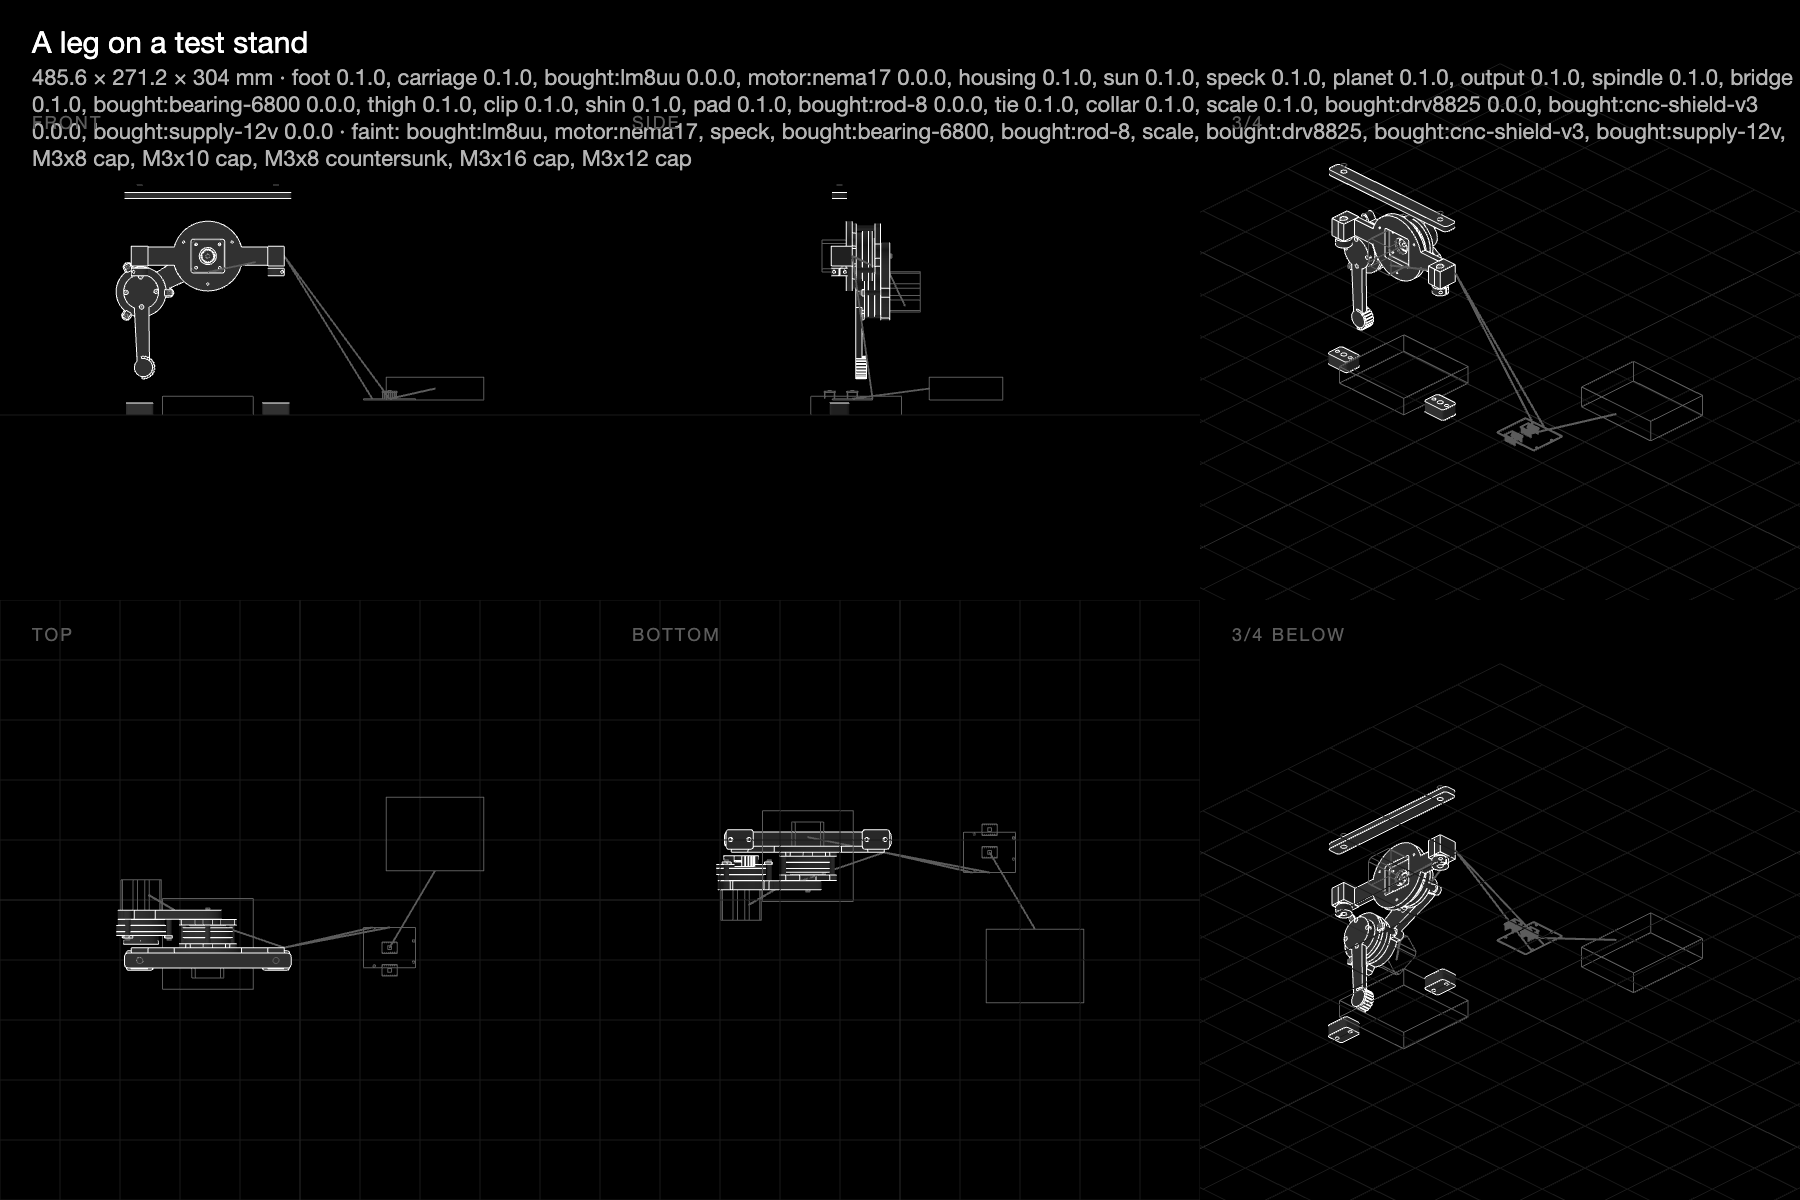 A leg on a test stand
485.6 × 271.2 × 304 mm · foot 0.1.0, carriage 0.1.0, bought:lm8uu 0.0.0, motor:nema17 0.0.0, housing 0.1.0, sun 0.1.0, speck 0.1.0, planet 0.1.0, output 0.1.0, spindle 0.1.0, bridge
0.1.0, bought:bearing-6800 0.0.0, thigh 0.1.0, clip 0.1.0, shin 0.1.0, pad 0.1.0, bought:rod-8 0.0.0, tie 0.1.0, collar 0.1.0, scale 0.1.0, bought:drv8825 0.0.0, bought:cnc-shield-v3
FRONT SIDE 3/4
0.0.0, bought:supply-12v 0.0.0 · faint: bought:lm8uu, motor:nema17, speck, bought:bearing-6800, bought:rod-8, scale, bought:drv8825, bought:cnc-shield-v3, bought:supply-12v,
M3x8 cap, M3x10 cap, M3x8 countersunk, M3x16 cap, M3x12 cap
TOP BOTTOM 3/4 BELOW